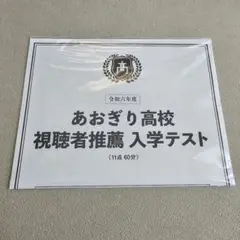 高
令和六年度
あおぎり高校
視聴者推薦 入学テスト
(11点 60分)